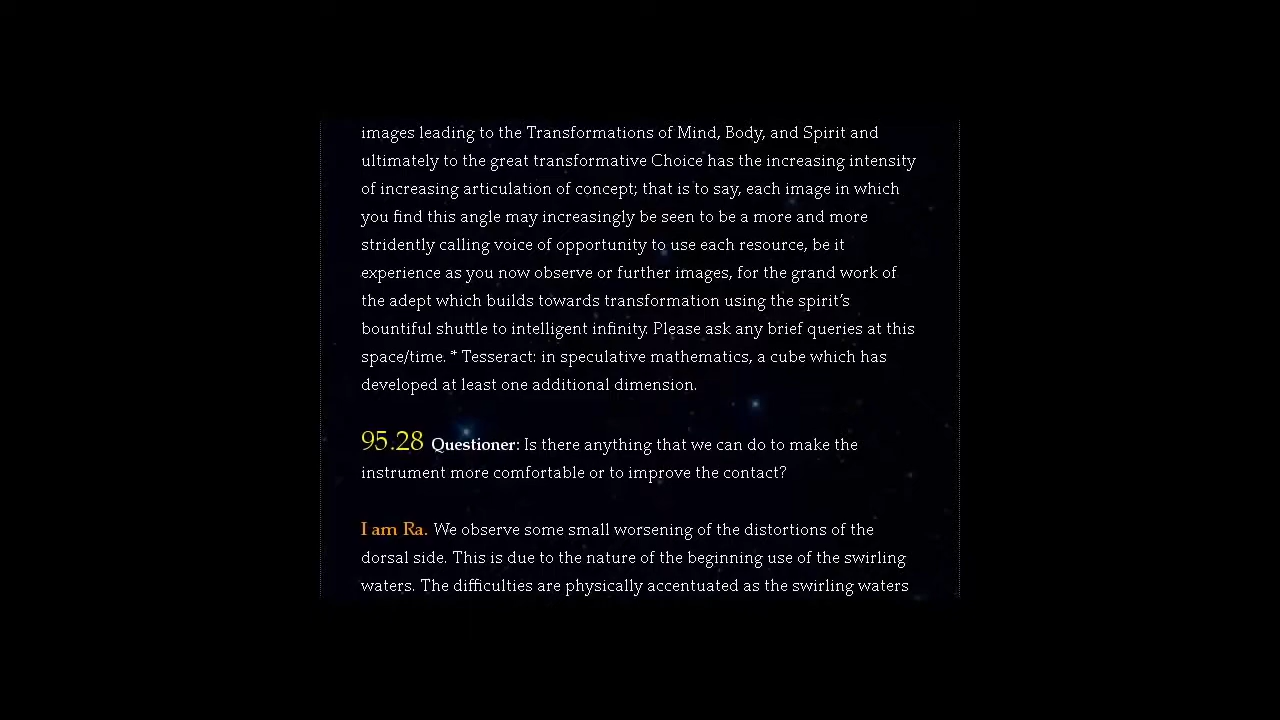 images leading to the Transformations of Mind, Body, and Spirit and
ultimately to the great transformative Choice has the increasing intensity
of increasing articulation of concept; that is to say, each image in which
you find this angle may increasingly be seen to be a more and more
stridently calling voice of opportunity to use each resource, be it
experience as you now observe or further images, for the grand work of
the adept which builds towards transformation using the spirit’s
bountiful shuttle to intelligent infinity. Please ask any brief queries at this
space/time. * Tesseract: in speculative mathematics, a cube which has
developed at least one additional dimension.
95.28 Questioner: Is there anything that we can do to make the
instrument more comfortable or to improve the contact?
I am Ra. We observe some small worsening of the distortions of the
dorsal side. This is due to the nature of the beginning use of the swirling
waters. The difficulties are physically accentuated as the swirling waters